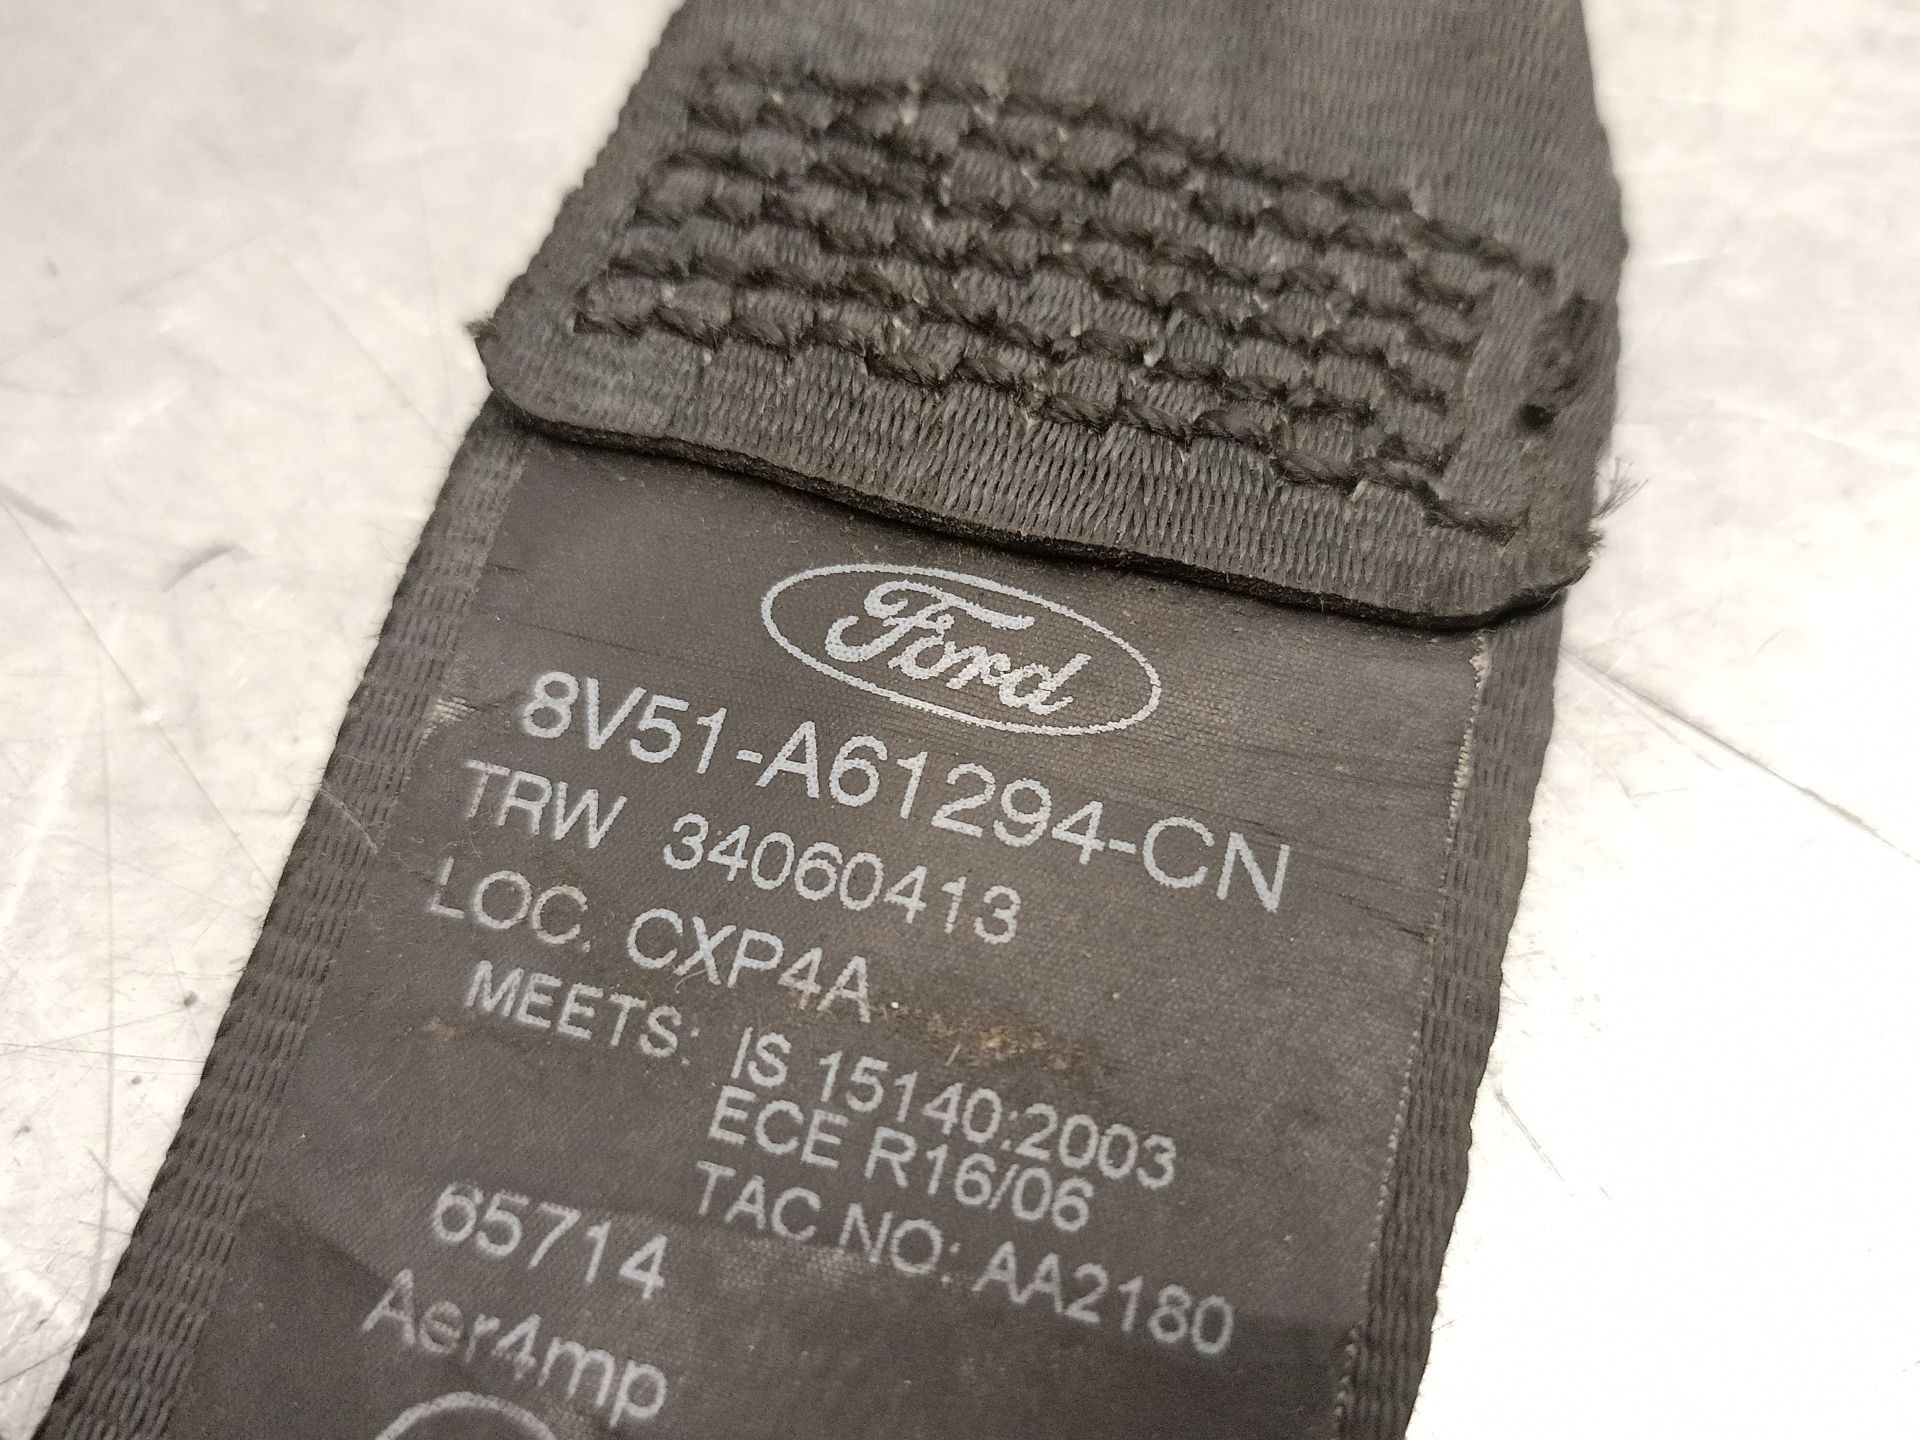 Ford
8V51-A61294-CN
TRW 34060413
LOC. CXP4A
MEETS: IS 15140:2003
ECE R16/06
TAC NO: AA2180
65714
Aer4mp